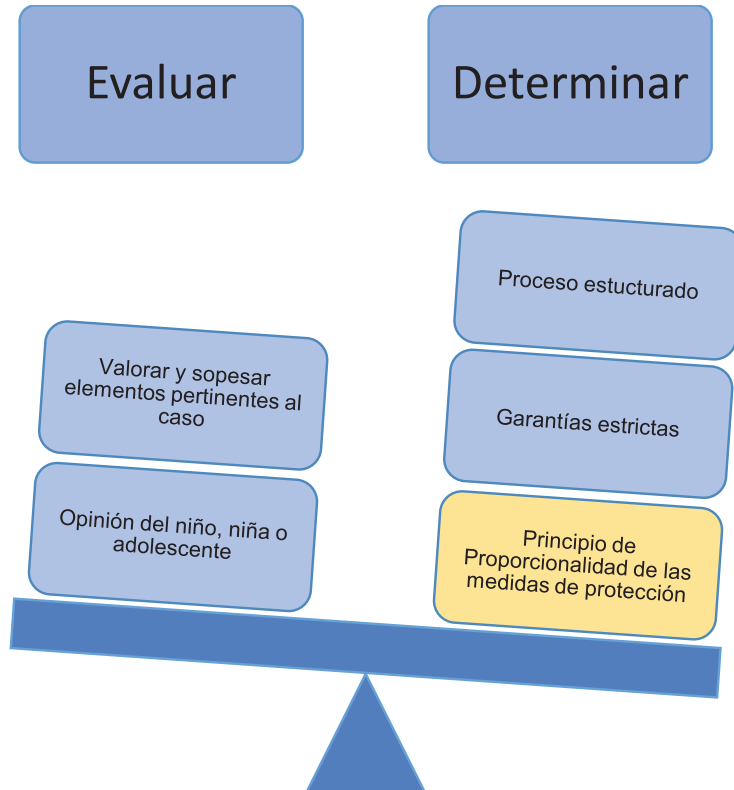 Evaluar
Determinar
Valorar y sopesar
elementos pertinentes al
caso
Opinión del niño, niña o
adolescente
Proceso estucturado
Garantías estrictas
Principio de
Proporcionalidad de las
medidas de protección